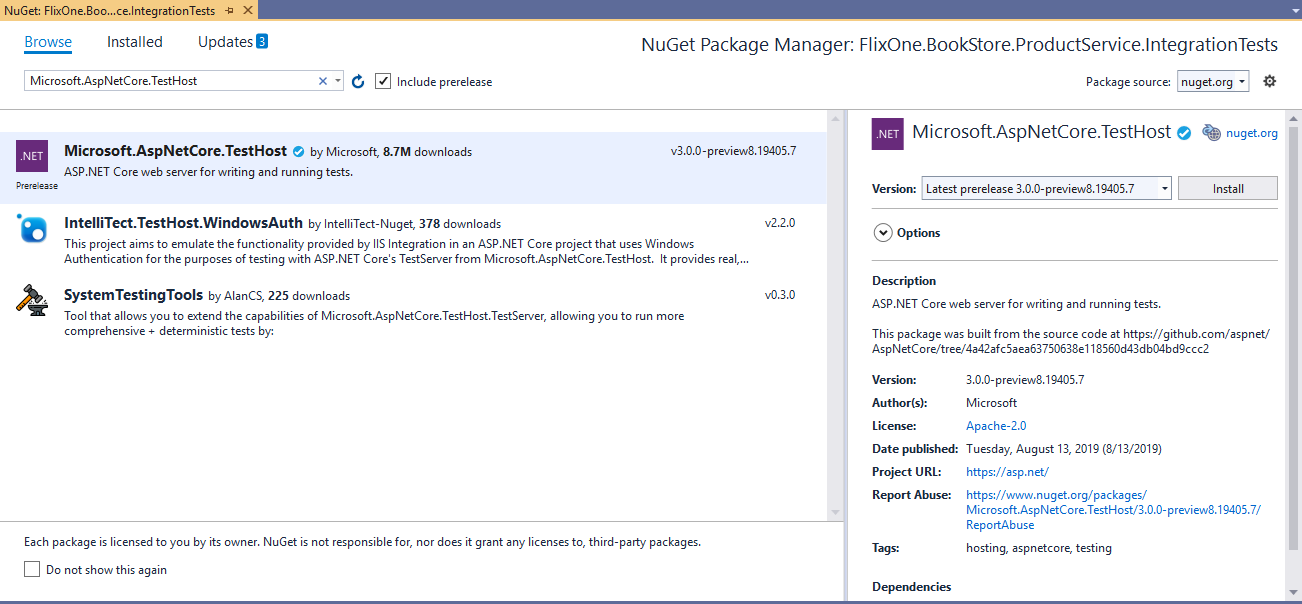 NuGet: FlixOne.Boo...ce.IntegrationTests
Browse Installed Updates 3
NuGet Package Manager: FlixOne.BookStore.ProductService.IntegrationTests
Microsoft.AspNetCore.TestHost
Include prerelease
Package source: nuget.org
.NET
Prerelease
Microsoft.AspNetCore.TestHost by Microsoft, 8.7M downloads
v3.0.0-preview8.19405.7
ASP.NET Core web server for writing and running tests.
IntelliTect.TestHost.WindowsAuth by IntelliTect-Nuget, 378 downloads
v2.2.0
This project aims to emulate the functionality provided by IIS Integration in an ASP.NET Core project that uses Windows
Authentication for the purposes of testing with ASP.NET Core's TestServer from Microsoft.AspNetCore.TestHost. It provides real,...
SystemTestingTools by AlanCS, 225 downloads
v0.3.0
Tool that allows you to extend the capabilities of Microsoft.AspNetCore.TestHost.TestServer, allowing you to run more
comprehensive + deterministic tests by:
Each package is licensed to you by its owner. NuGet is not responsible for, nor does it grant any licenses to, third-party packages.
Do not show this again
.NET
Microsoft.AspNetCore.TestHost
nuget.org
Version: Latest prerelease 3.0.0-preview8.19405.7
Install
Options
Description
ASP.NET Core web server for writing and running tests.
This package was built from the source code at https://github.com/aspnet/
AspNetCore/tree/4a42afc5aea63750638e118560d43db04bd9ccc2
Version: 3.0.0-preview8.19405.7
Author(s): Microsoft
License: Apache-2.0
Date published: Tuesday, August 13, 2019 (8/13/2019)
Project URL: https://asp.net/
Report Abuse: https://www.nuget.org/packages/
Microsoft.AspNetCore.TestHost/3.0.0-preview8.19405.7/
ReportAbuse
Tags: hosting, aspnetcore, testing
Dependencies